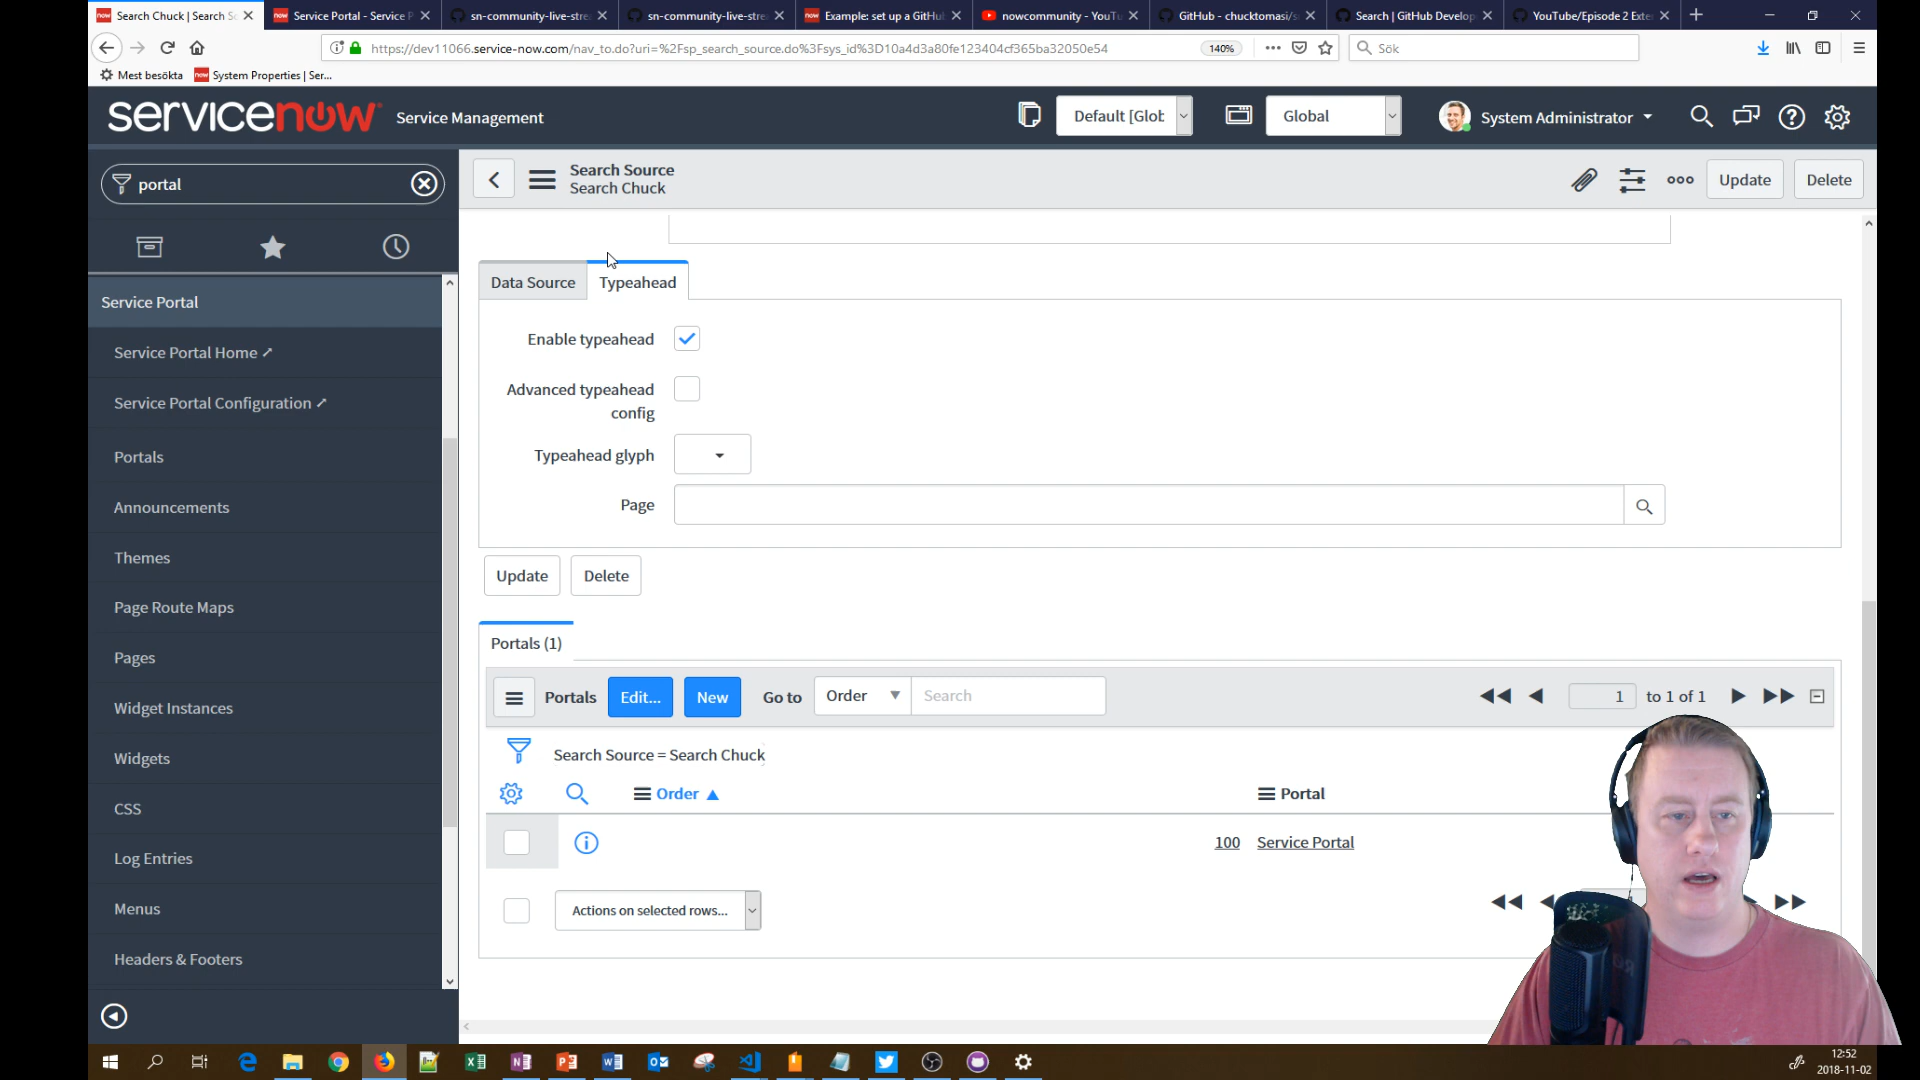 Search Chuck | Search So
Service Portal - Service P
sn-community-live-stre
sn-community-live-stre
Example: set up a GitHu
nowcommunity - YouTu
GitHub - chucktomasi/s
Search | GitHub Develop
YouTube/Episode 2 Exte
https://dev11066.service-now.com/nav_to.do?uri=%2Fsp_search_source.do%3Fsys_id%3D10a4d3a80fe123404cf365ba32050e54
140%
Sök
Mest besökta
now System Properties | Ser...
servicenow Service Management
Default [Glob
Global
System Administrator
portal
Search Source
Search Chuck
Update
Delete
Service Portal
Service Portal Home
Service Portal Configuration
Portals
Announcements
Themes
Page Route Maps
Pages
Widget Instances
Widgets
CSS
Log Entries
Menus
Headers & Footers
Data Source
Typeahead
Enable typeahead
Advanced typeahead
config
Typeahead glyph
Page
Update
Delete
Portals (1)
Portals
Edit...
New
Go to
Order
Search
1
to 1 of 1
Search Source = Search Chuck
Order
Portal
100
Service Portal
Actions on selected rows...
12:52
2018-11-02